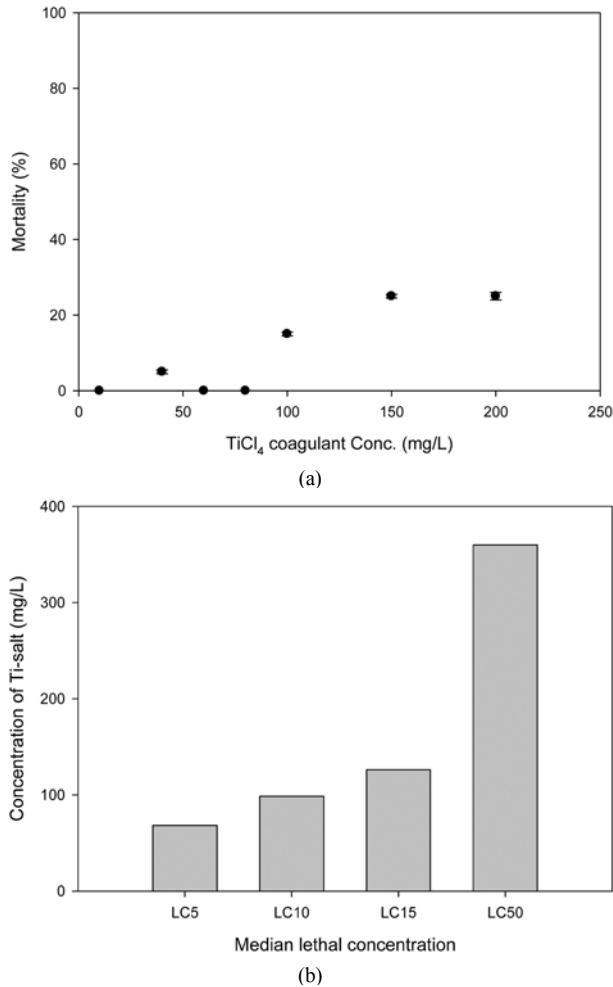 100
80
60
40
20
0
Mortality (%)
0 50 100 150 200 250
TiCl₄ coagulant Conc. (mg/L)
(a)
400
300
200
100
0
Concentration of Ti-salt (mg/L)
LC5 LC10 LC15 LC50
Median lethal concentration
(b)